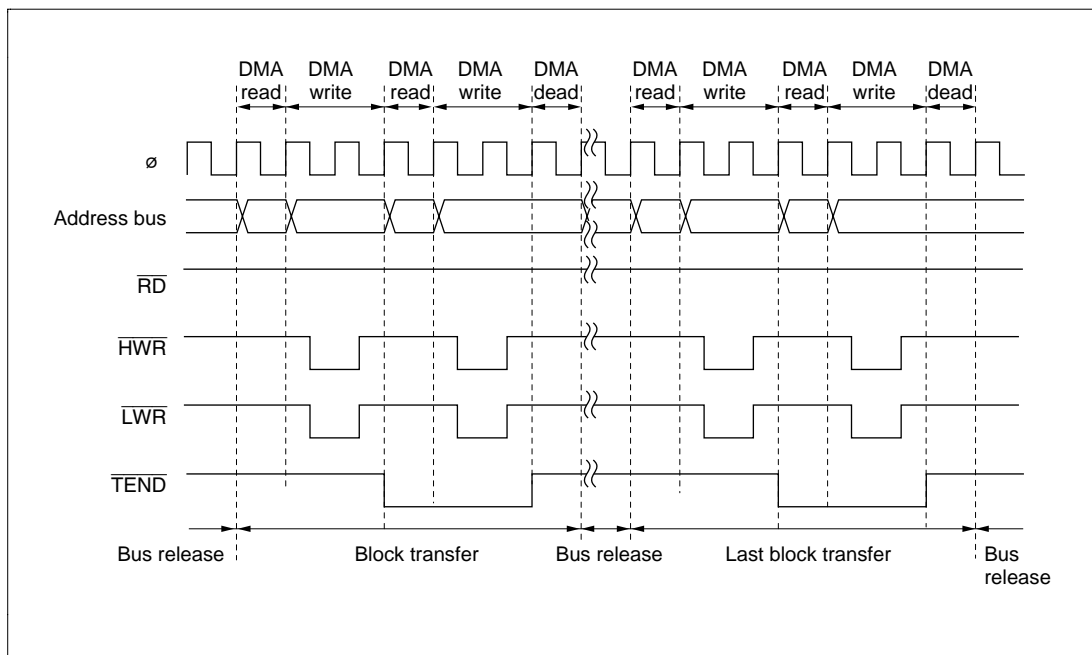 DMA read
DMA write
DMA read
DMA write
DMA dead
DMA read
DMA write
DMA read
DMA write
DMA dead
ø
Address bus
RD
HWR
LWR
TEND
Bus release
Block transfer
Bus release
Last block transfer
Bus release